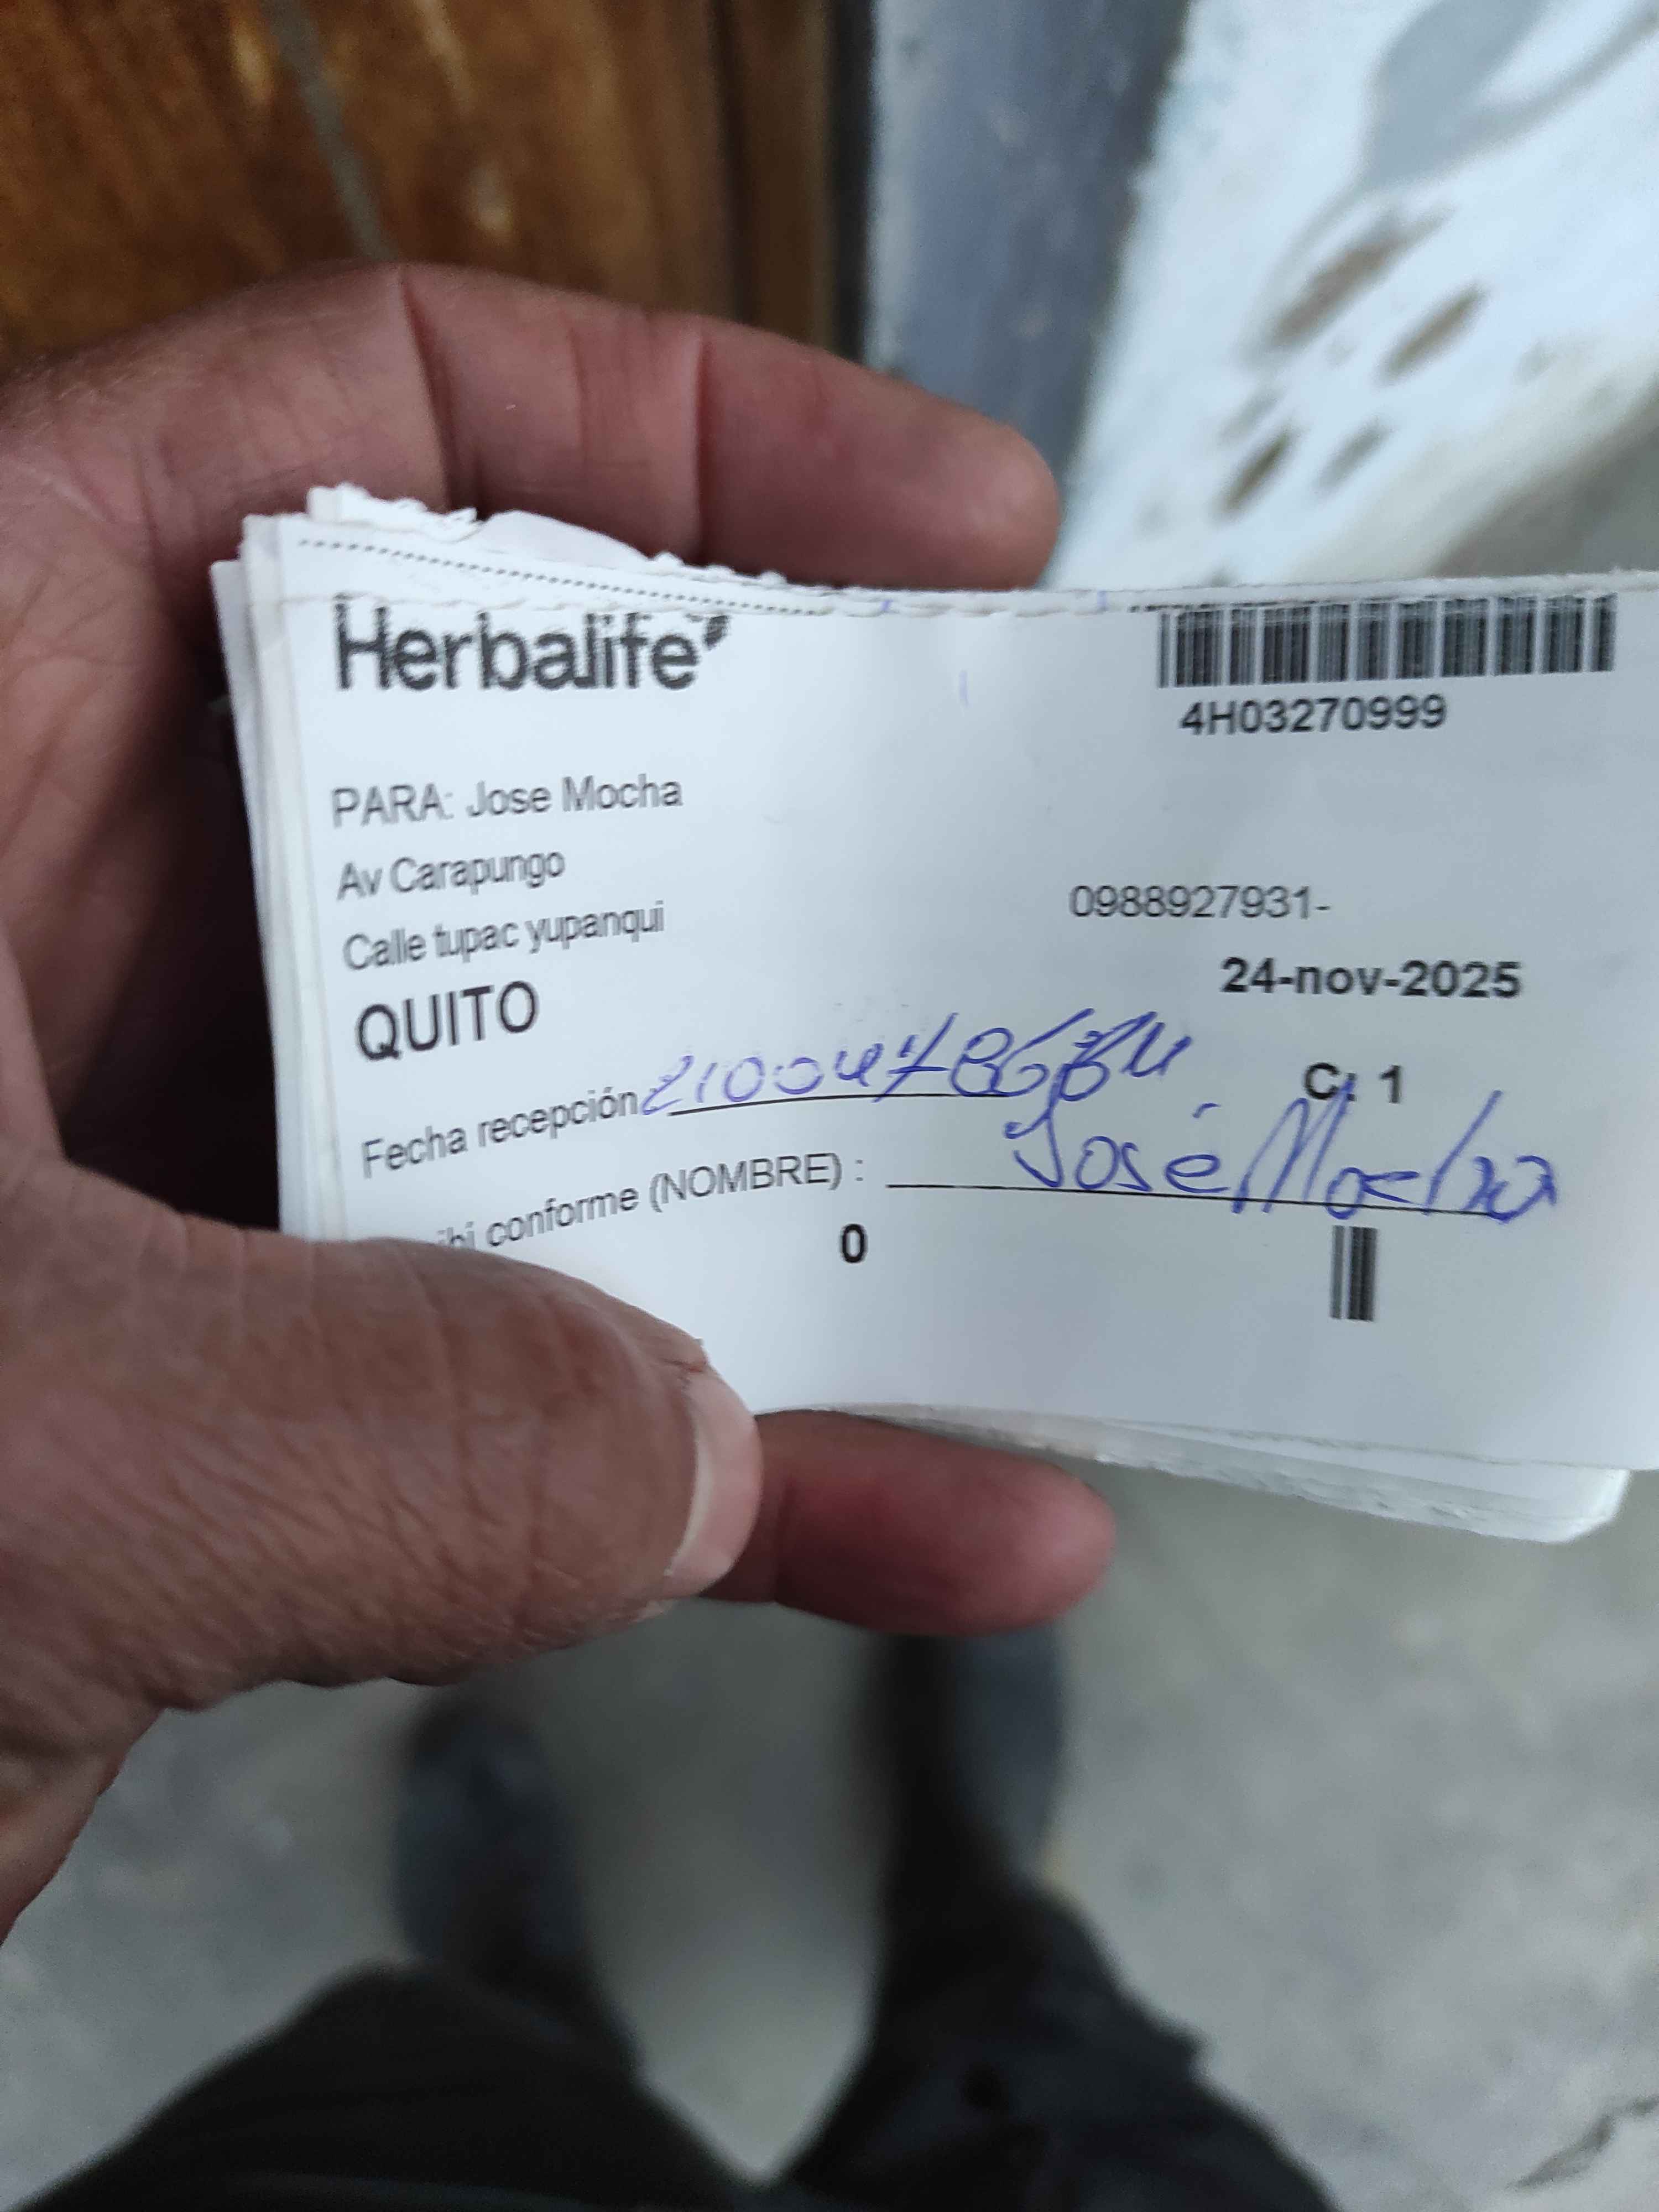 Herbalife
4H03270999
PARA: Jose Mocha
Av Carapungo
0988927931-
Calle tupac yupanqui
24-nov-2025
QUITO
C: 1
Fecha recepción
conforme (NOMBRE) : José Mocha
0